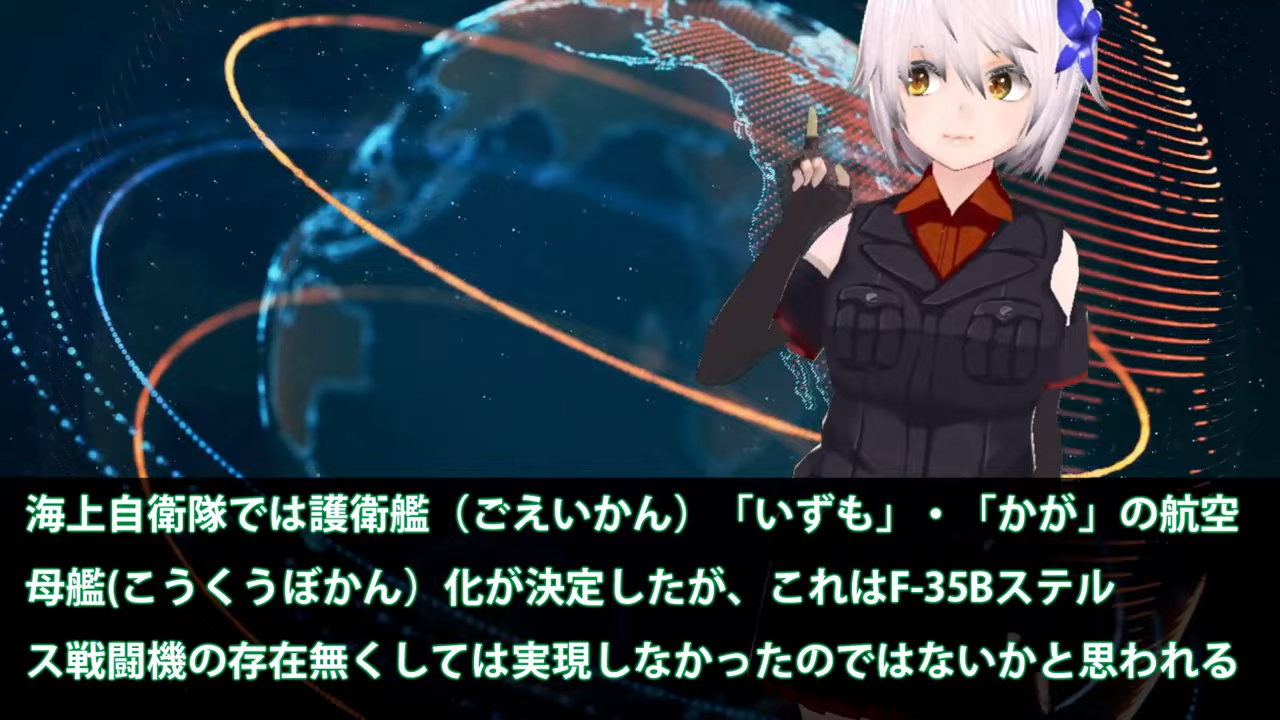 海上自衛隊では護衛艦（ごえいかん）「いずも」・「かが」の航空
母艦(こうくうぼかん）化が決定したが、これはF-35Bステル
ス戦闘機の存在無くしては実現しなかったのではないかと思われる